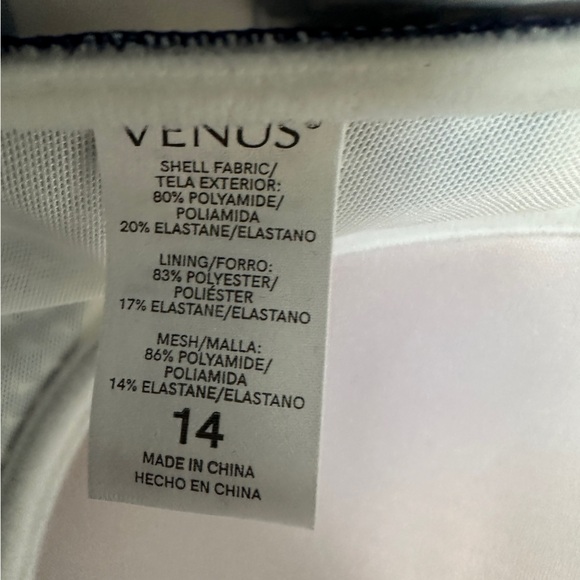 VENUS®
SHELL FABRIC/
TELA EXTERIOR:
80% POLYAMIDE/
POLIAMIDA
20% ELASTANE/ELASTANO
LINING/FORRO:
83% POLYESTER/
POLIÉSTER
17% ELASTANE/ELASTANO
MESH/MALLA:
86% POLYAMIDE/
POLIAMIDA
14% ELASTANE/ELASTANO
14
MADE IN CHINA
HECHO EN CHINA